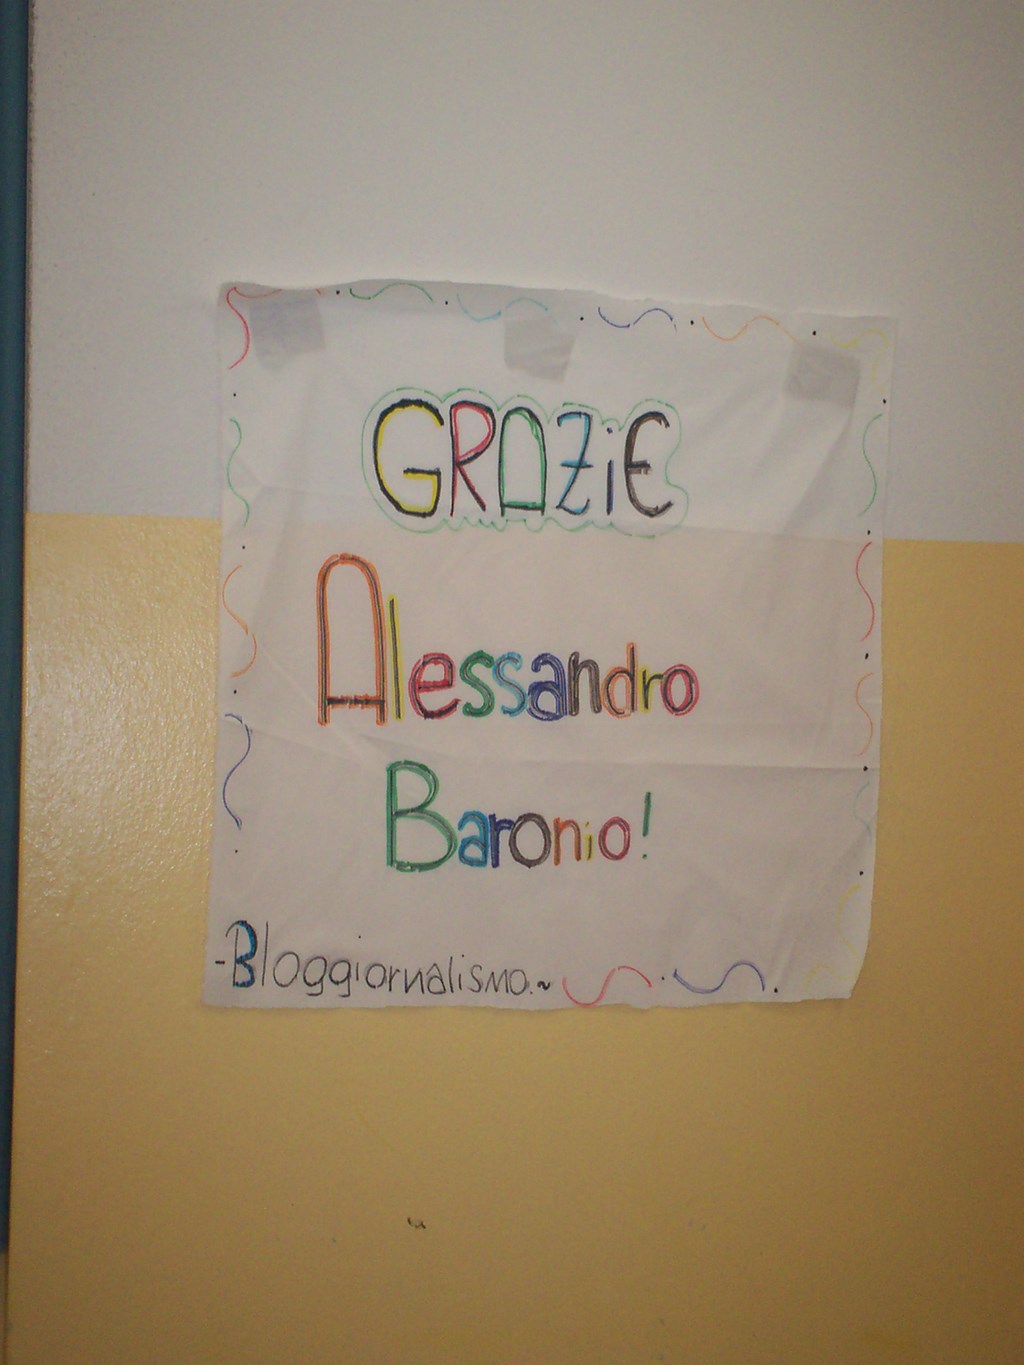 GRAZiE
Alessandro
Baronio!
-Bloggiornalismo.~